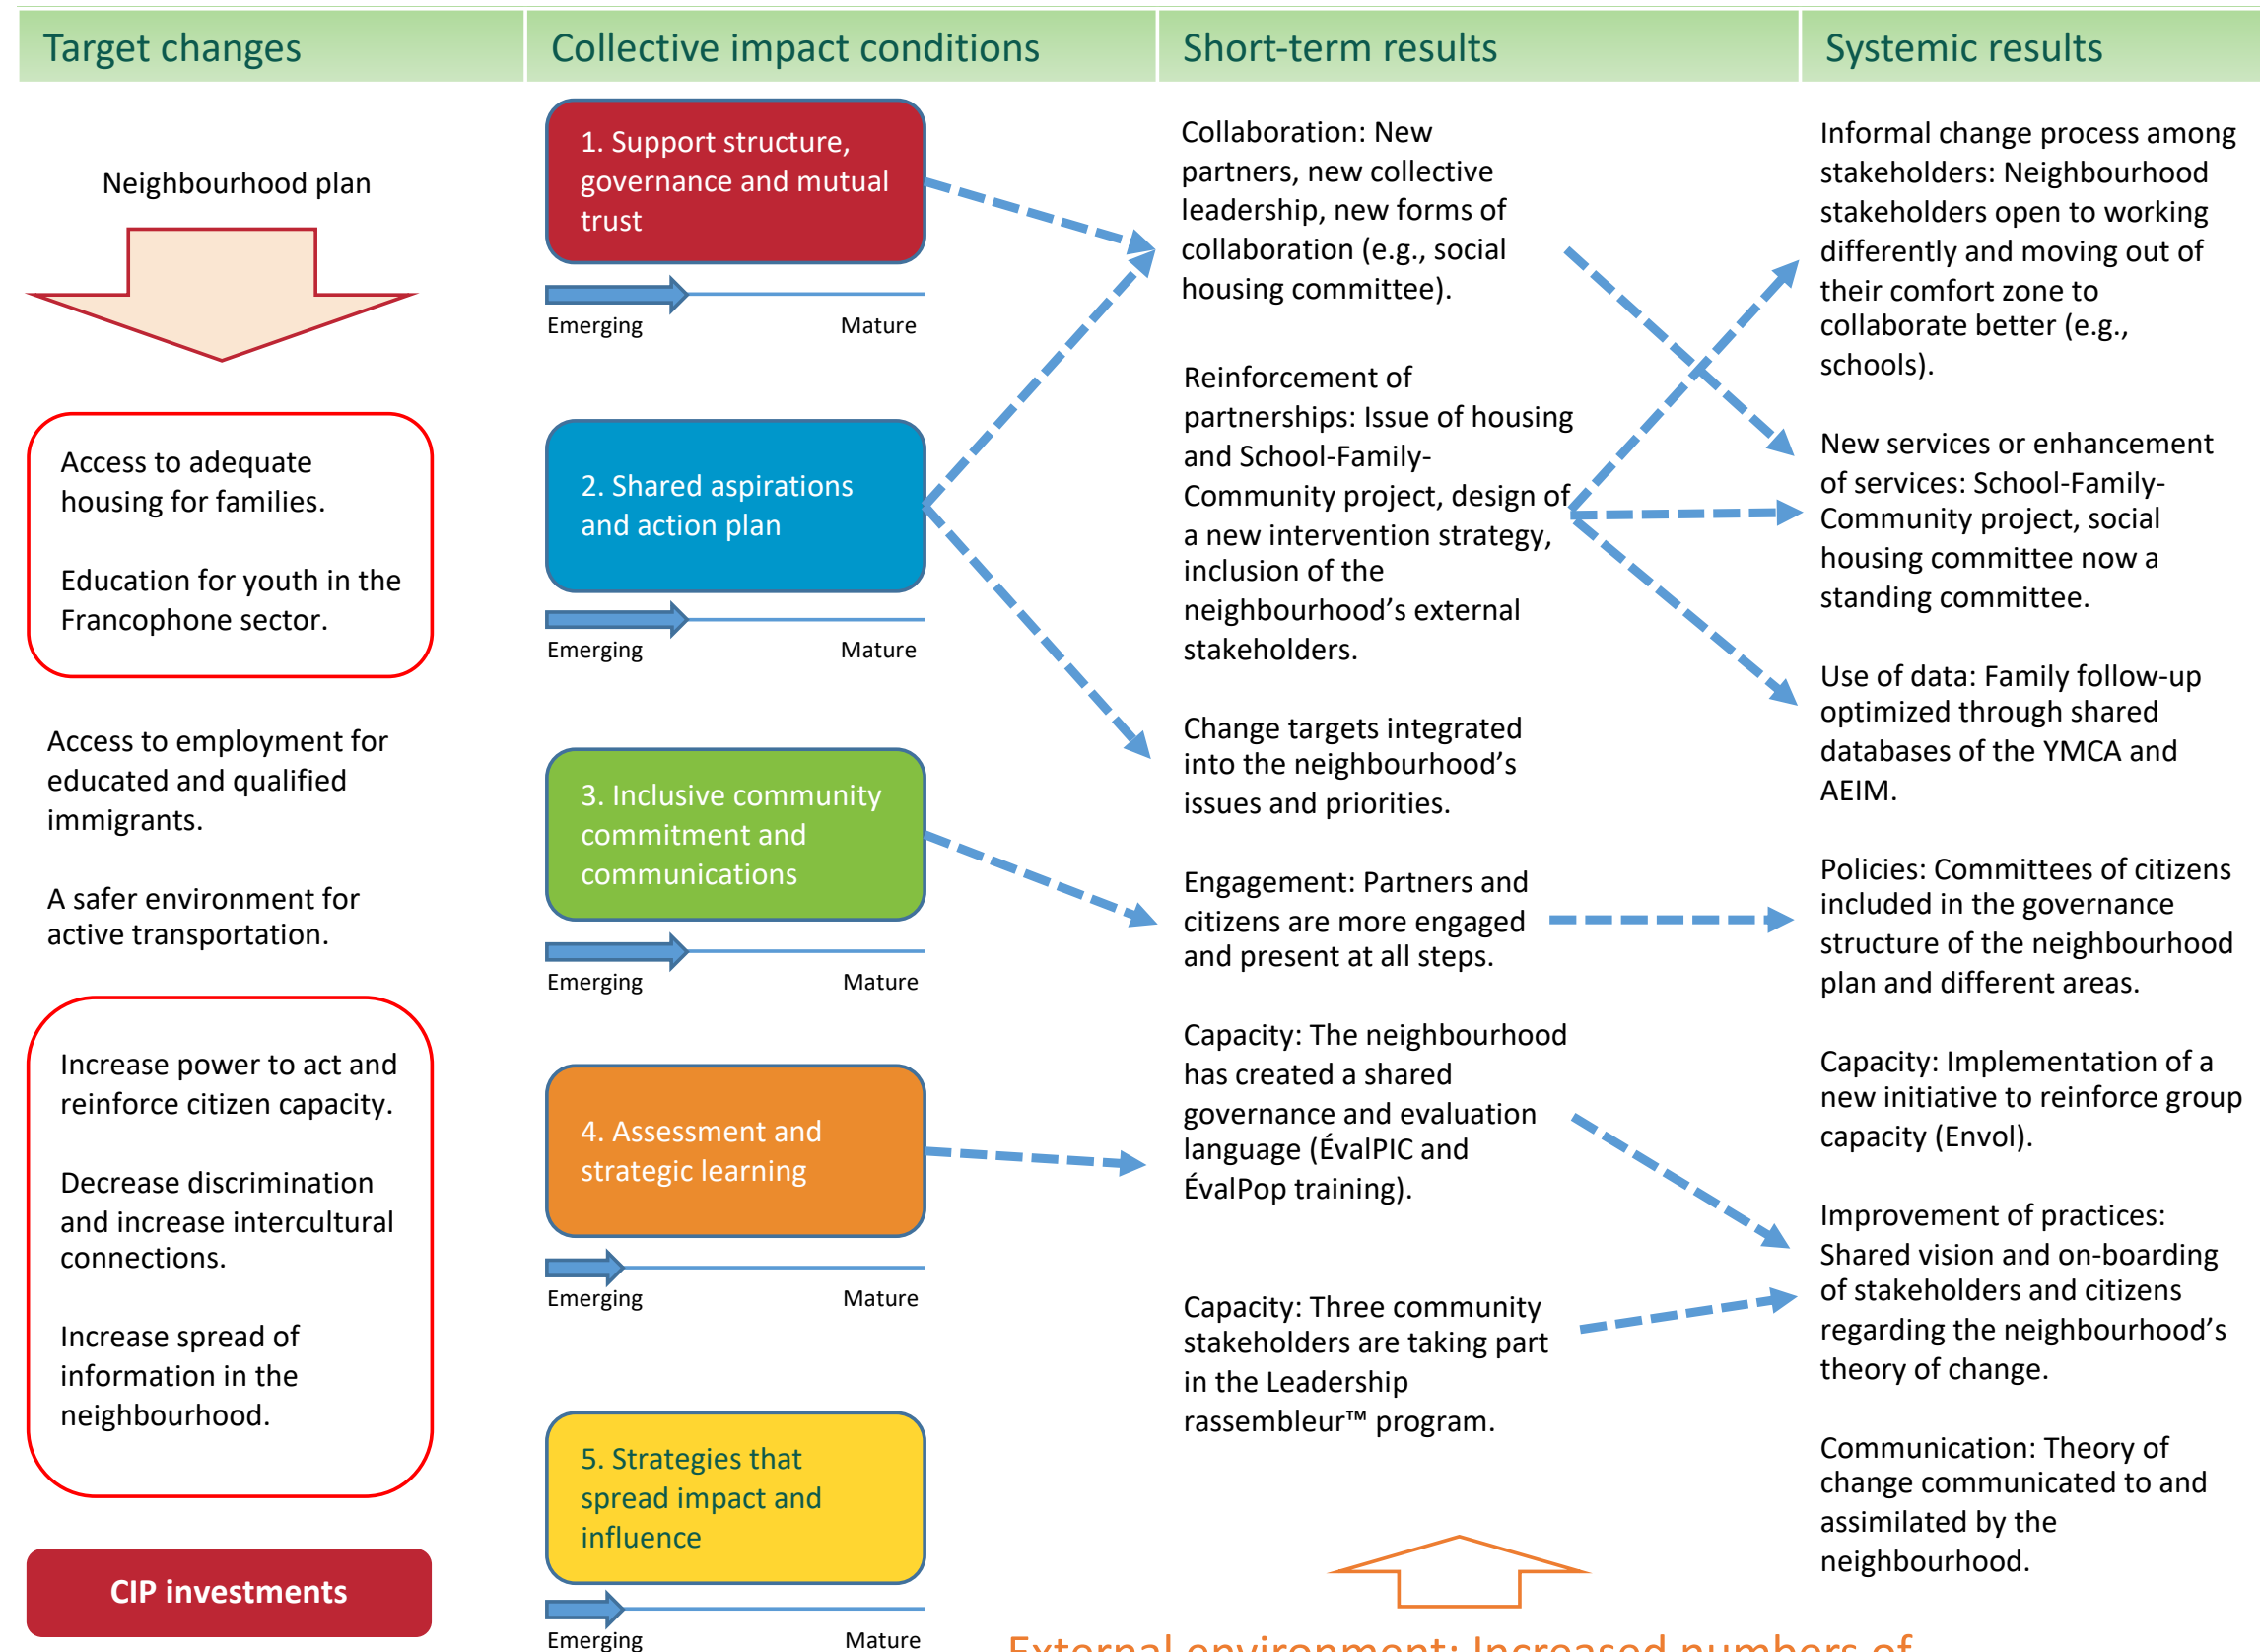 Target changes
Collective impact conditions
Short-term results
Systemic results
Neighbourhood plan
Access to adequate
housing for families.
Education for youth in the
Francophone sector.
Access to employment for
educated and qualified
immigrants.
A safer environment for
active transportation.
Increase power to act and
reinforce citizen capacity.
Decrease discrimination
and increase intercultural
connections.
Increase spread of
information in the
neighbourhood.
CIP investments
1. Support structure,
governance and mutual
trust
Emerging
Mature
2. Shared aspirations
and action plan
Emerging
Mature
3. Inclusive community
commitment and
communications
Emerging
Mature
4. Assessment and
strategic learning
Emerging
Mature
5. Strategies that
spread impact and
influence
Emerging
Mature
Collaboration: New
partners, new collective
leadership, new forms of
collaboration (e.g., social
housing committee).
Reinforcement of
partnerships: Issue of housing
and School-Family-
Community project, design of
a new intervention strategy,
inclusion of the
neighbourhood’s external
stakeholders.
Change targets integrated
into the neighbourhood’s
issues and priorities.
Engagement: Partners and
citizens are more engaged
and present at all steps.
Capacity: The neighbourhood
has created a shared
governance and evaluation
language (ÉvalPIC and
ÉvalPop training).
Capacity: Three community
stakeholders are taking part
in the Leadership
rassembleur™ program.
Informal change process among
stakeholders: Neighbourhood
stakeholders open to working
differently and moving out of
their comfort zone to
collaborate better (e.g.,
schools).
New services or enhancement
of services: School-Family-
Community project, social
housing committee now a
standing committee.
Use of data: Family follow-up
optimized through shared
databases of the YMCA and
AEIM.
Policies: Committees of citizens
included in the governance
structure of the neighbourhood
plan and different areas.
Capacity: Implementation of a
new initiative to reinforce group
capacity (Envol).
Improvement of practices:
Shared vision and on-boarding
of stakeholders and citizens
regarding the neighbourhood’s
theory of change.
Communication: Theory of
change communicated to and
assimilated by the
neighbourhood.
External environment: Increased numbers of